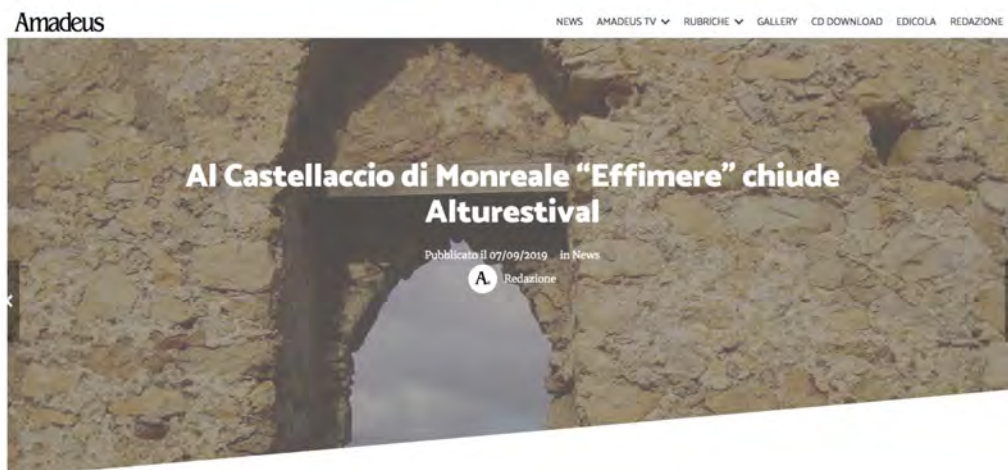 Amadeus
NEWS AMADEUS TV RUBRICHE GALLERY CD DOWNLOAD EDICOLA REDAZIONE
Al Castellaccio di Monreale “Effimere” chiude
Alturestival
Pubblicato il 07/09/2019 in News
A. Redazione